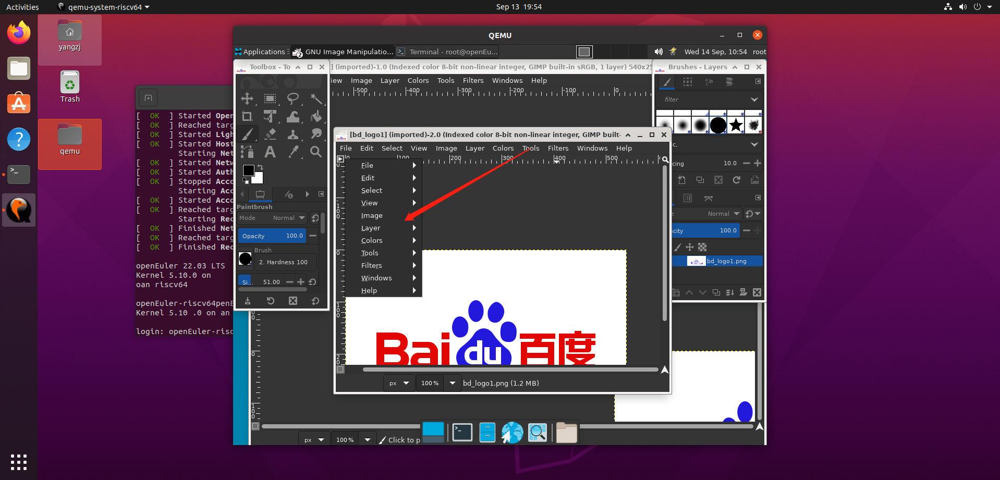 Activities
qemu-system-riscv64
Sep 13 19:54
yangzj
Trash
qemu
[ OK ] Started Open
[ OK ] Reached targ
[ OK ] Started Ligh
[ OK ] Started Host
Starting Net
[ OK ] Started Netw
[ OK ] Started Auth
[ OK ] Stopped Acco
Starting Acc
[ OK ] Started Acco
[ OK ] Reached targ
Starting Rec
[ OK ] Finished Net
[ OK ] Reached targ
[ OK ] Finished Rec
openEuler 22.03 LTS
Kernel 5.10.0 on
oan riscv64
openEuler-riscv64penE
Kernel 5.10 .0 on an
login: openEuler-risc
QEMU
Applications
2
GNU Image Manipulatio...
Terminal - root@openEu...
Wed 14 Sep, 10:54
root
Toolbox - To
] (imported)-1.0 (Indexed color 8-bit non-linear integer, GIMP built-in sRGB, 1 layer) 540x25
iew Image Layer Colors Tools Filters Windows Help
-500 -400 -300 -200 -100 0
Paintbrush
Mode Normal
Opacity 100.0
Brush
2. Hardness 100
Si... 51.00
Brushes - Layers
filter
c,
cing 10.0
e Normal
city 100.0
bd_logo1.png
[bd_logo1] (imported)-2.0 (Indexed color 8-bit non-linear integer, GIMP built-
File Edit Select View Image Layer Colors Tools Filters Windows Help
0 100 200 300 400 500
File
Edit
Select
View
Image
Layer
Colors
Tools
Filters
Windows
Help
Bai du 百度
px 100% bd_logo1.png (1.2 MB)
px 100% Click to p